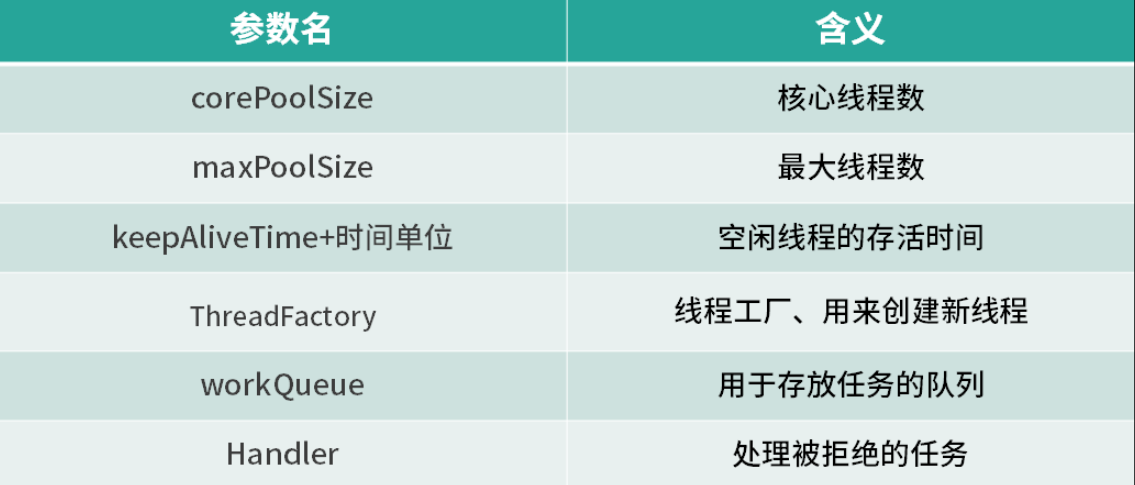 参数名 含义
corePoolSize 核心线程数
maxPoolSize 最大线程数
keepAliveTime+时间单位 空闲线程的存活时间
ThreadFactory 线程工厂、用来创建新线程
workQueue 用于存放任务的队列
Handler 处理被拒绝的任务